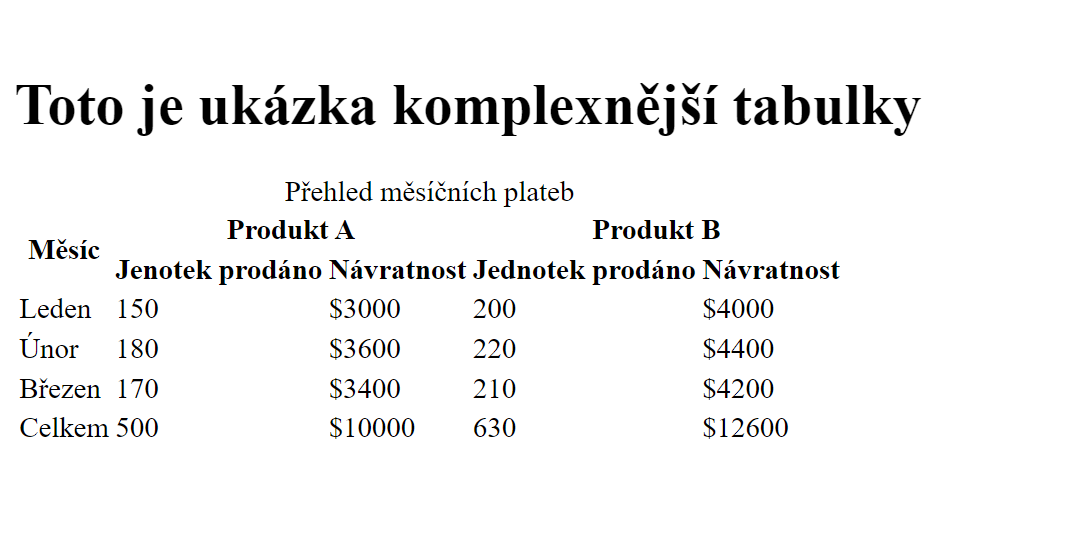 Toto je ukázka komplexnější tabulky
Přehled měsíčních plateb
Měsíc Produkt A Produkt B
Jenotek prodáno Návratnost Jednotek prodáno Návratnost
Leden 150 $3000 200 $4000
Únor 180 $3600 220 $4400
Březen 170 $3400 210 $4200
Celkem 500 $10000 630 $12600